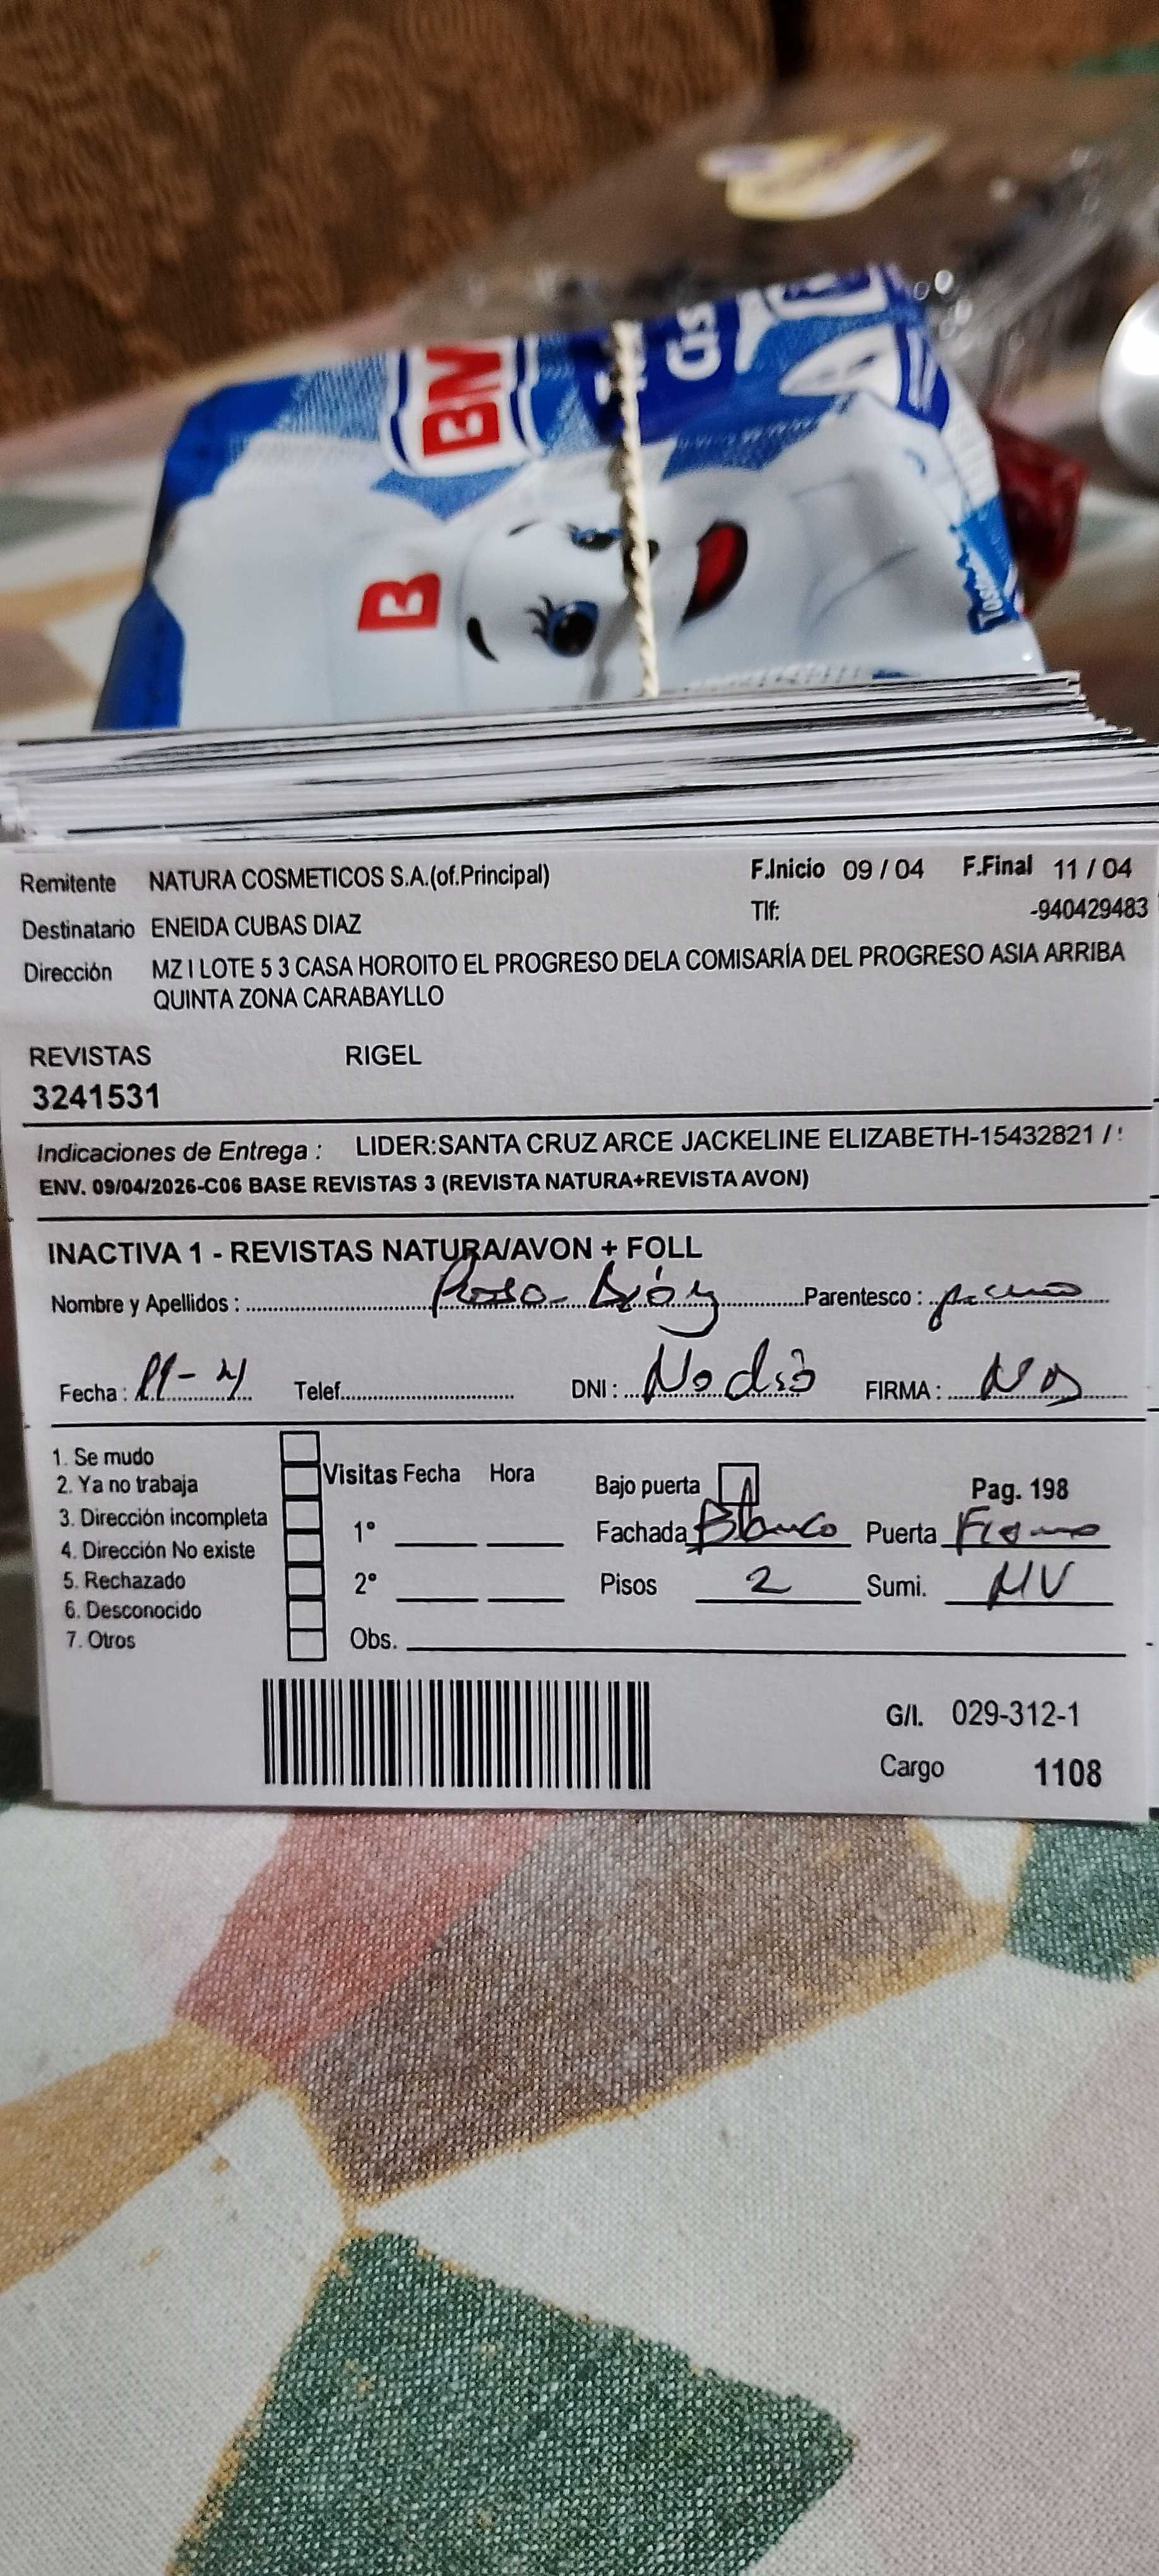 BM
B
Remitente NATURA COSMETICOS S.A.(of.Principal) F.Inicio 09 / 04 F.Final 11 / 04
Destinatario ENEIDA CUBAS DIAZ Tlf: -940429483
Dirección MZ I LOTE 5 3 CASA HOROITO EL PROGRESO DELA COMISARÍA DEL PROGRESO ASIA ARRIBA
QUINTA ZONA CARABAYLLO
REVISTAS RIGEL
3241531
Indicaciones de Entrega : LIDER:SANTA CRUZ ARCE JACKELINE ELIZABETH-15432821 /
ENV. 09/04/2026-C06 BASE REVISTAS 3 (REVISTA NATURA+REVISTA AVON)
INACTIVA 1 - REVISTAS NATURA/AVON + FOLL
Nombre y Apellidos : Rosa Parentesco :
Fecha : 11-4 Telef. DNI : No dió FIRMA :
1. Se mudo
2. Ya no trabaja Visitas Fecha Hora Bajo puerta Pag. 198
3. Dirección incompleta 1° Fachada Blanco Puerta Fierro
4. Dirección No existe
5. Rechazado 2° Pisos 2 Sumi. NV
6. Desconocido
7. Otros Obs.
G/I. 029-312-1
Cargo 1108